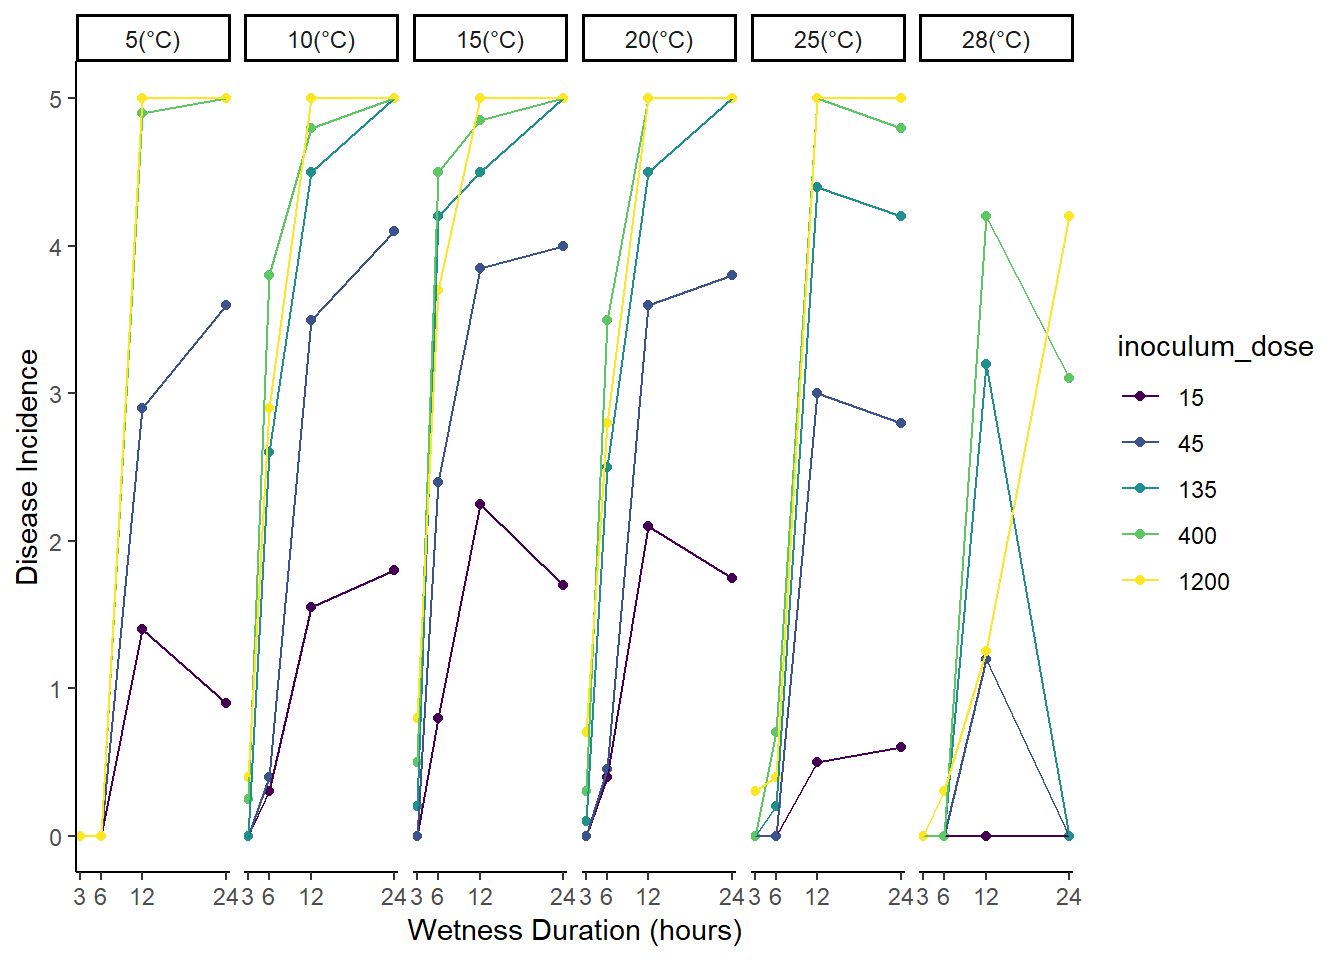 5(°C) 10(°C) 15(°C) 20(°C) 25(°C) 28(°C)
5
4
3
2
1
0
Disease Incidence
3 6 12 24 3 6 12 24 3 6 12 24 3 6 12 24 3 6 12 24 3 6 12 24
Wetness Duration (hours)
inoculum_dose
15
45
135
400
1200